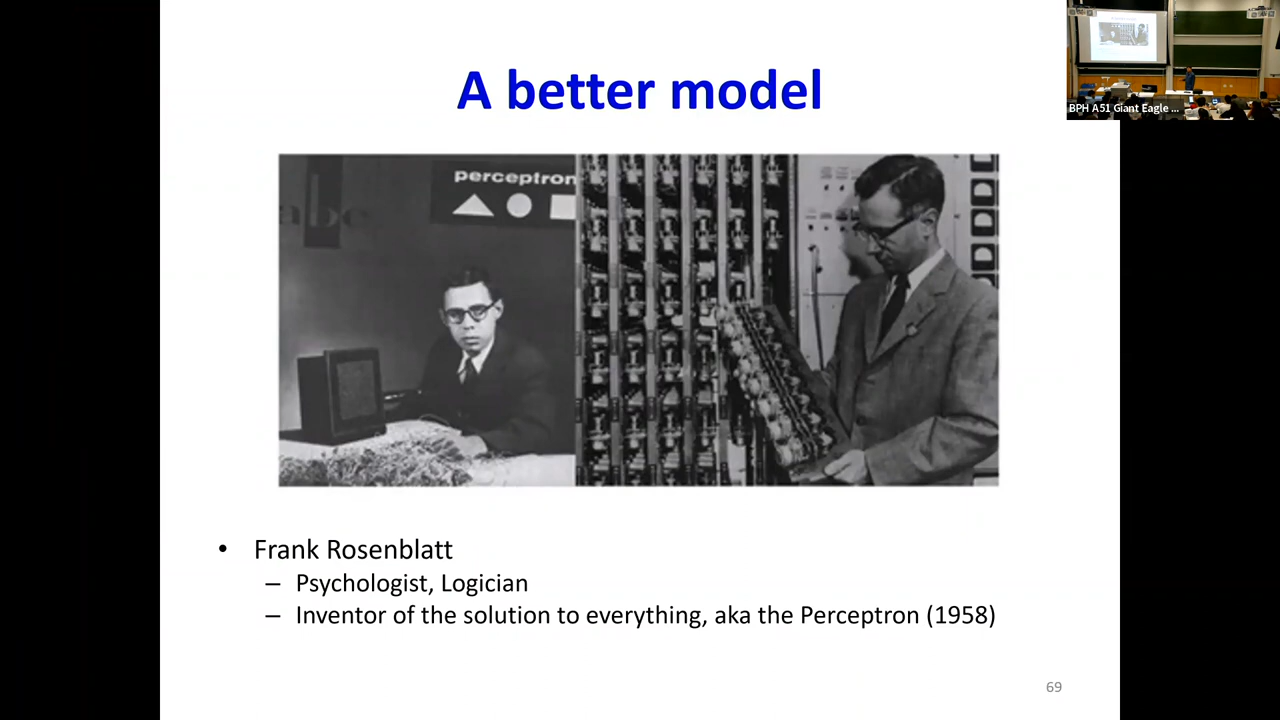 A better model
BPH A51 Giant Eagle ...
perceptron
abc
• Frank Rosenblatt
– Psychologist, Logician
– Inventor of the solution to everything, aka the Perceptron (1958)
69